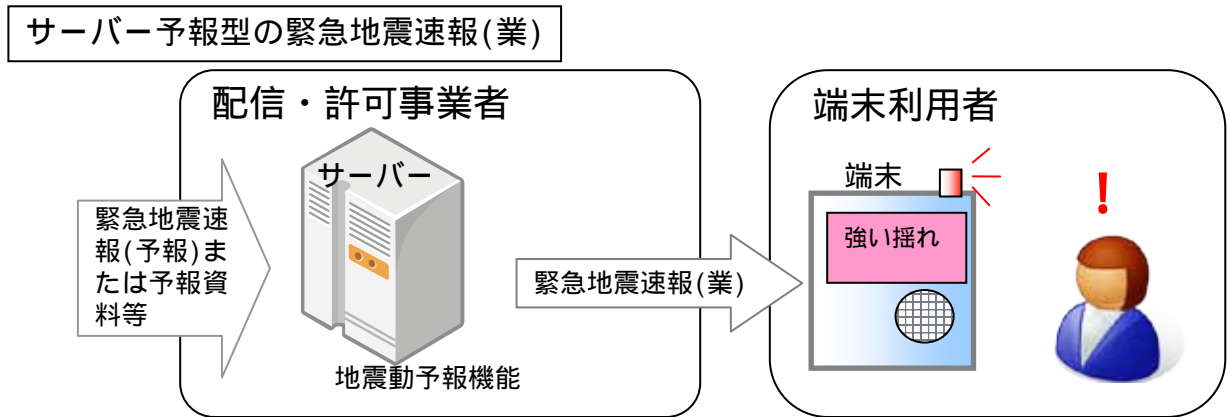 サーバー予報型の緊急地震速報(業)
配信・許可事業者
サーバー
緊急地震速
報(予報)ま
たは予報資
料等
地震動予報機能
緊急地震速報(業)
端末利用者
端末
強い揺れ
!